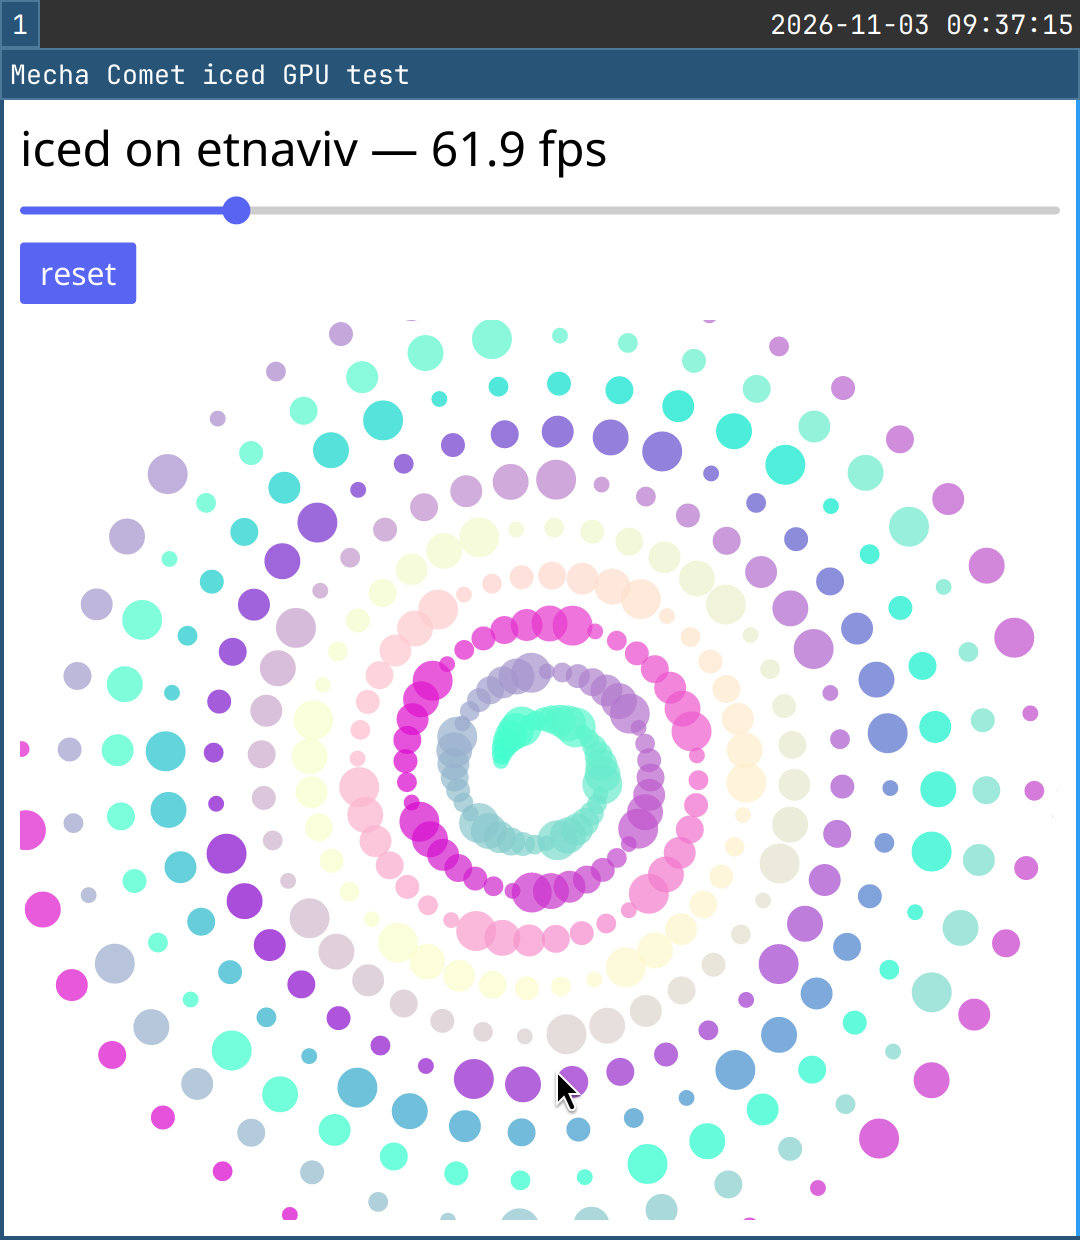 1
2026-11-03 09:37:15
Mecha Comet iced GPU test
iced on etnaviv — 61.9 fps
reset